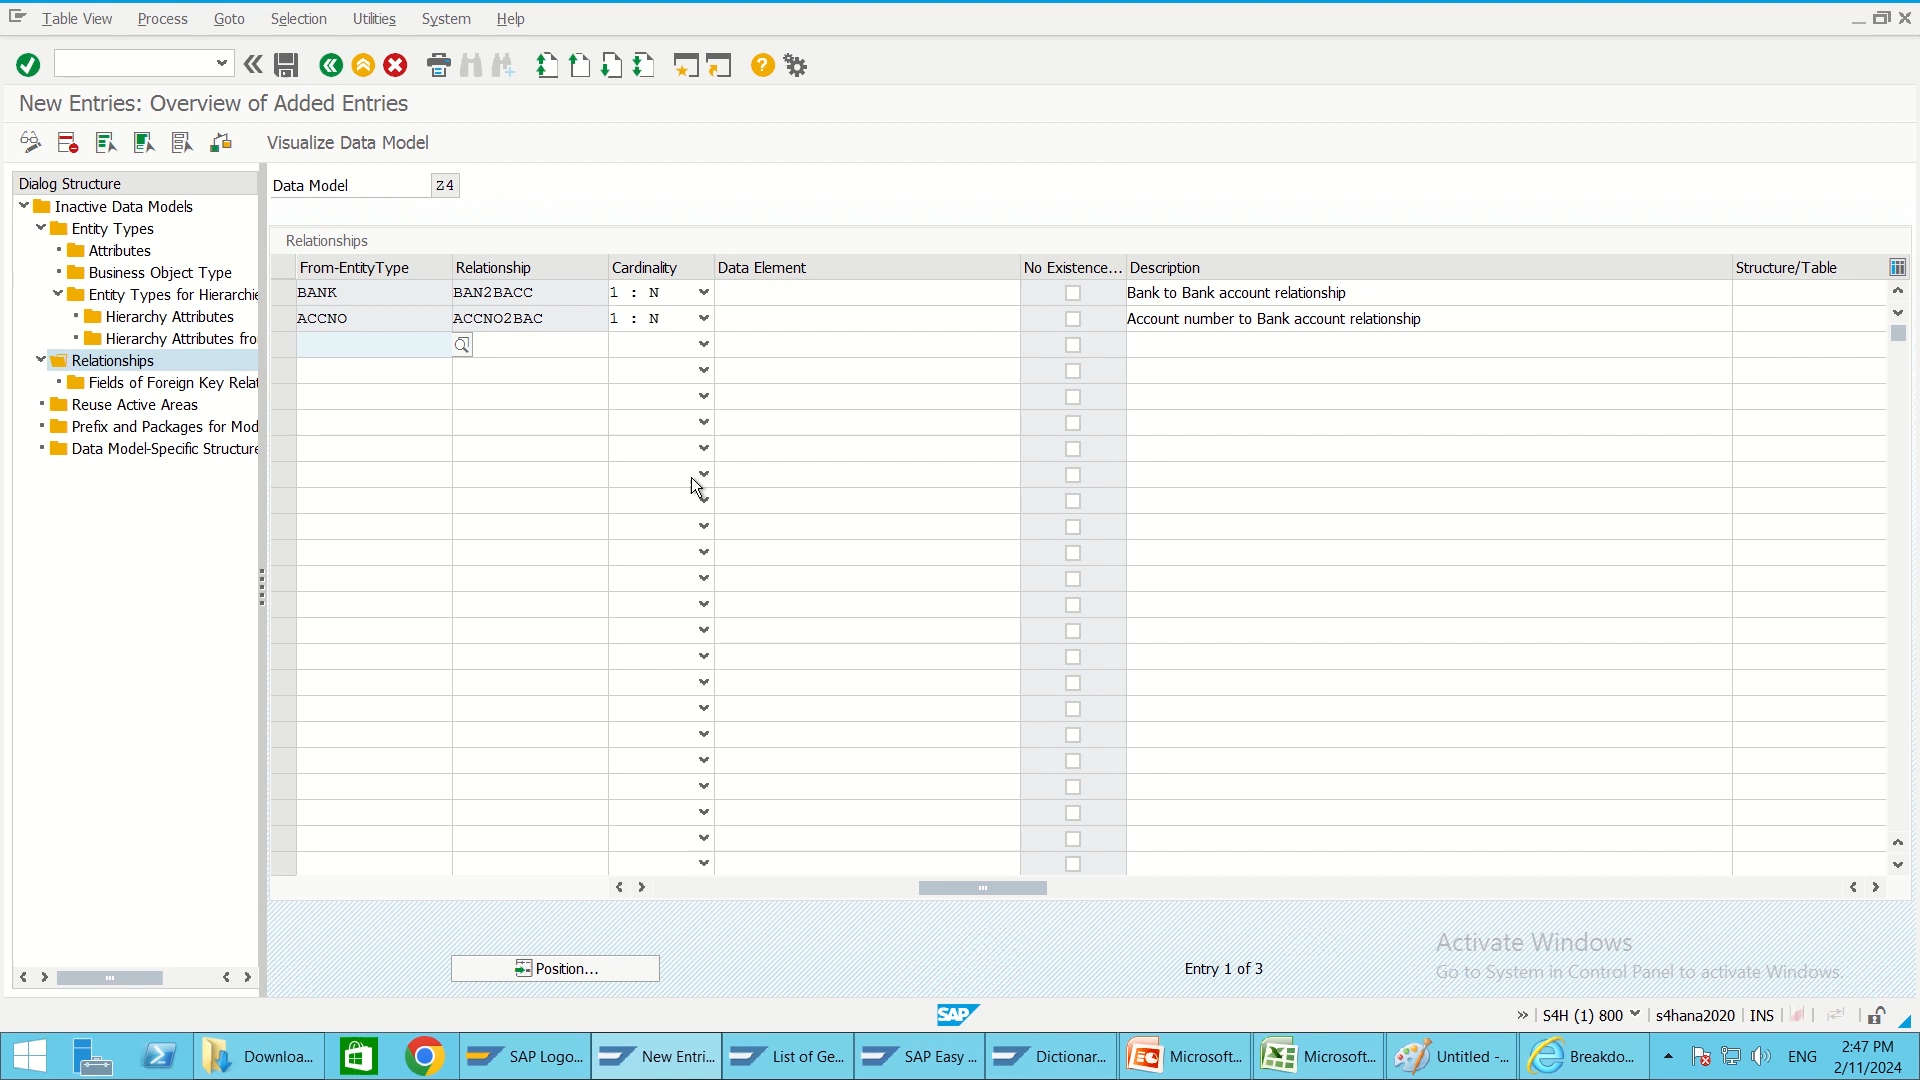 Table View Process Goto Selection Utilities System Help
New Entries: Overview of Added Entries
Visualize Data Model
Dialog Structure
Inactive Data Models
Entity Types
Attributes
Business Object Type
Entity Types for Hierarchie
Hierarchy Attributes
Hierarchy Attributes fro
Relationships
Fields of Foreign Key Relat
Reuse Active Areas
Prefix and Packages for Mod
Data Model-Specific Structure
Data Model Z4
Relationships
From-EntityType Relationship Cardinality Data Element No Existence... Description Structure/Table
BANK BAN2BACC 1 : N Bank to Bank account relationship
ACCNO ACCNO2BAC 1 : N Account number to Bank account relationship
Position...
Entry 1 of 3
Activate Windows
Go to System in Control Panel to activate Windows.
SAP
S4H (1) 800 s4hana2020 INS
Downloa... SAP Logo... New Entri... List of Ge... SAP Easy ... Dictionar... Microsoft... Microsoft... Untitled -... Breakdo... ENG 2:47 PM
2/11/2024